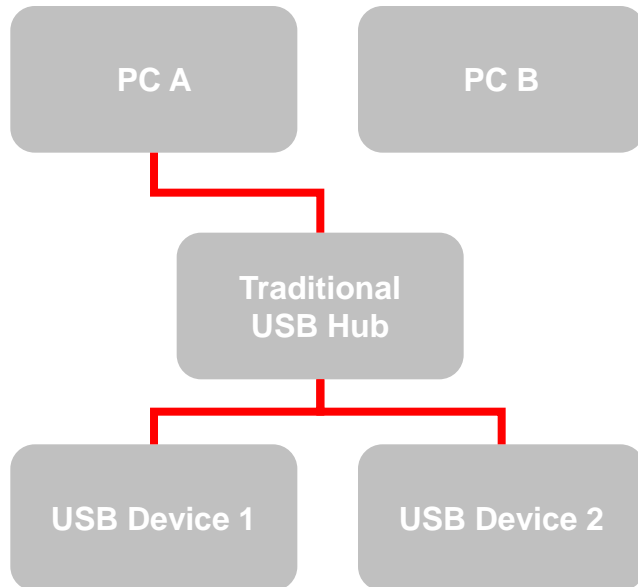 PC A
PC B
Traditional
USB Hub
USB Device 1
USB Device 2